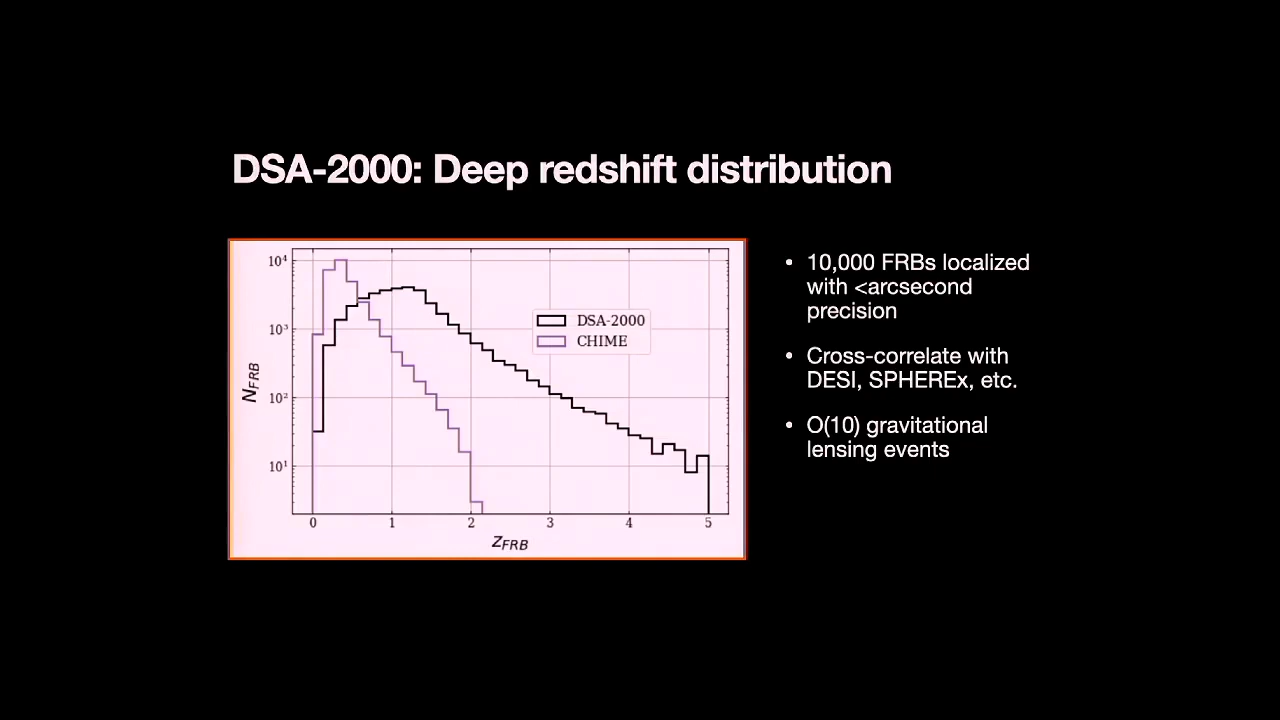 DSA-2000: Deep redshift distribution
10⁴
10³
10²
10¹
N_FRB
DSA-2000
CHIME
0 1 2 3 4 5
z_FRB
• 10,000 FRBs localized
with <arcsecond
precision
• Cross-correlate with
DESI, SPHEREx, etc.
• O(10) gravitational
lensing events